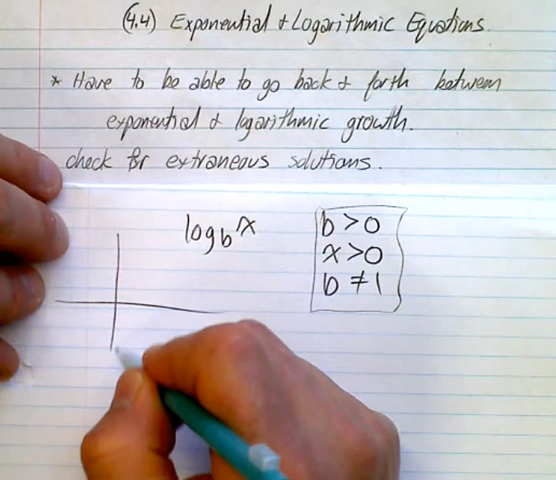 (4.4) Exponential & Logarithmic Equations.
* Have to be able to go back & forth between
exponential & logarithmic growth.
check for extraneous solutions.
log_b x
b > 0
x > 0
b ≠ 1